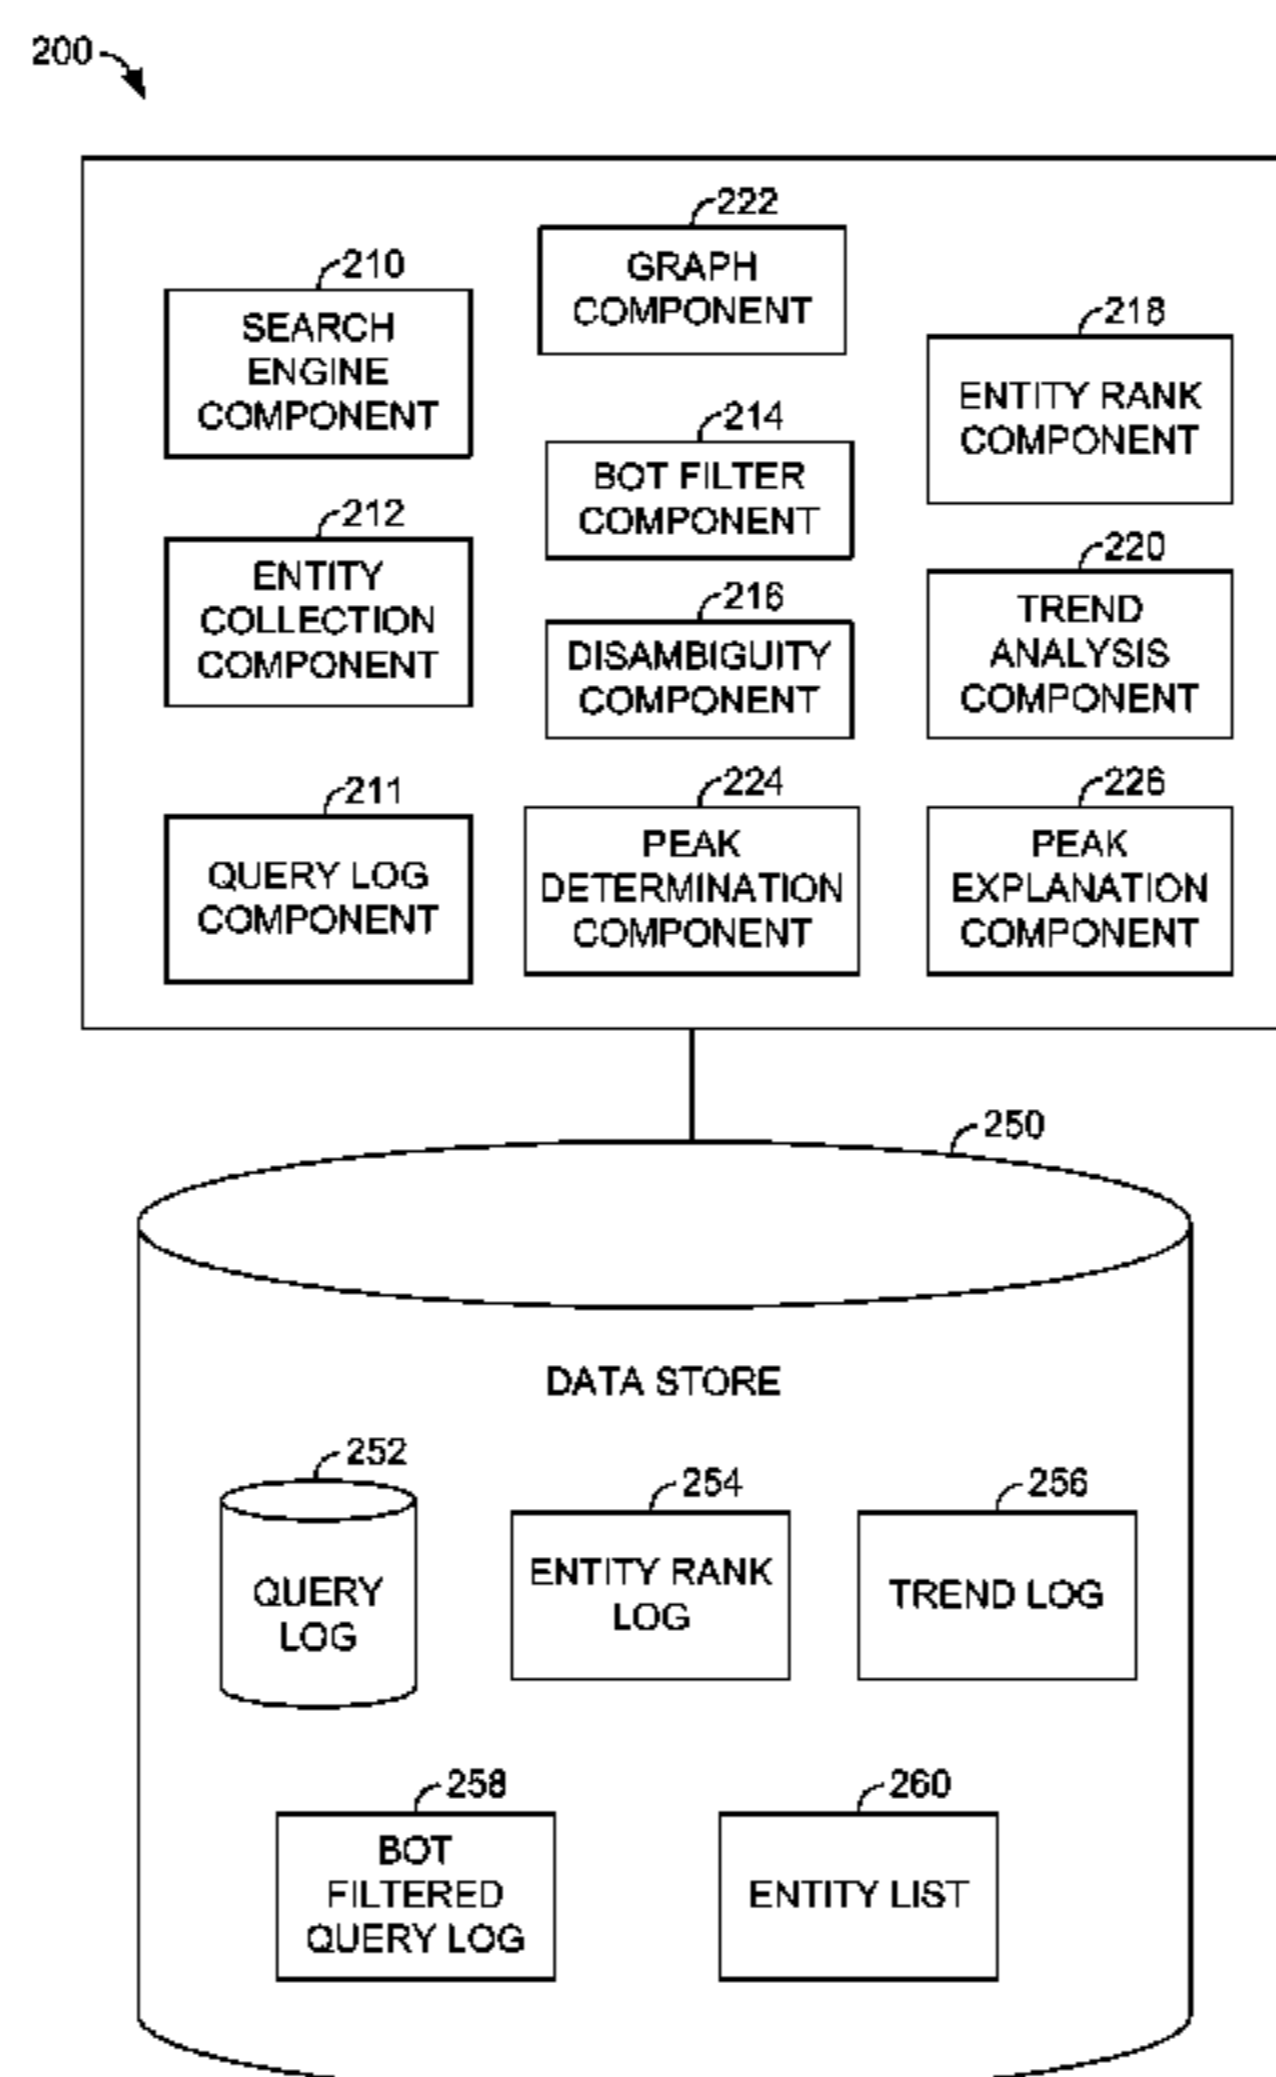 200
222
GRAPH
COMPONENT
210
SEARCH
ENGINE
COMPONENT
218
ENTITY RANK
COMPONENT
214
BOT FILTER
COMPONENT
212
ENTITY
COLLECTION
COMPONENT
220
TREND
ANALYSIS
COMPONENT
216
DISAMBIGUITY
COMPONENT
211
QUERY LOG
COMPONENT
224
PEAK
DETERMINATION
COMPONENT
226
PEAK
EXPLANATION
COMPONENT
250
DATA STORE
252
QUERY
LOG
254
ENTITY RANK
LOG
256
TREND LOG
258
BOT
FILTERED
QUERY LOG
260
ENTITY LIST